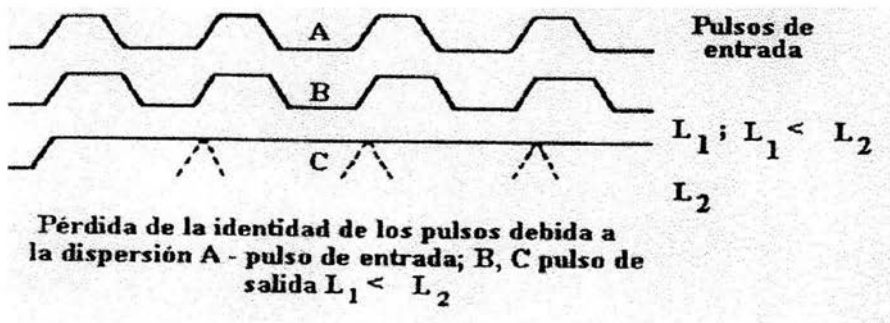 A
Pulsos de
entrada
B
L₁ ; L₁ < L₂
C
L₂
Pérdida de la identidad de los pulsos debida a
la dispersión A - pulso de entrada; B, C pulso de
salida L₁ < L₂